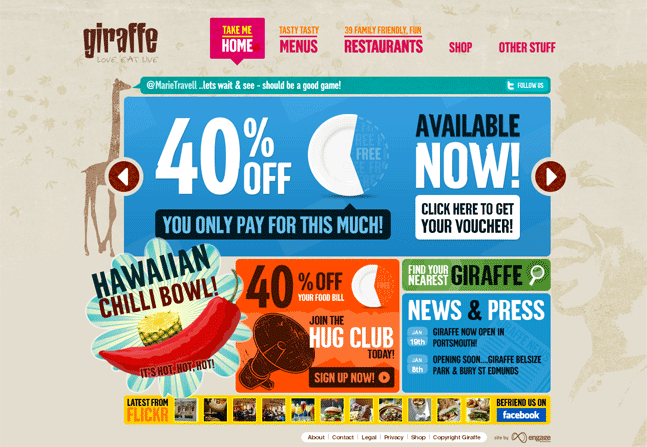 giraffe
LOVE EAT LIVE
TAKE ME
HOME
TASTY TASTY
MENUS
39 FAMILY FRIENDLY, FUN
RESTAURANTS
SHOP
OTHER STUFF
@MarieTravell ..lets wait & see - should be a good game!
FOLLOW US
40% OFF
FREE
YOU ONLY PAY FOR THIS MUCH!
AVAILABLE
NOW!
CLICK HERE TO GET
YOUR VOUCHER!
HAWAIIAN
CHILLI BOWL!
IT'S HOT, HOT, HOT!
40% OFF
YOUR FOOD BILL
FREE
JOIN THE
HUG CLUB
TODAY!
SIGN UP NOW!
FIND YOUR
NEAREST
GIRAFFE
NEWS & PRESS
JAN
19th
GIRAFFE NOW OPEN IN
PORTSMOUTH!
JAN
8th
OPENING SOON....GIRAFFE BELSIZE
PARK & BURY ST EDMUNDS
LATEST FROM
FLICKR
BEFRIEND US ON
facebook
About | Contact | Legal | Privacy | Shop | Copyright Giraffe
site by engage